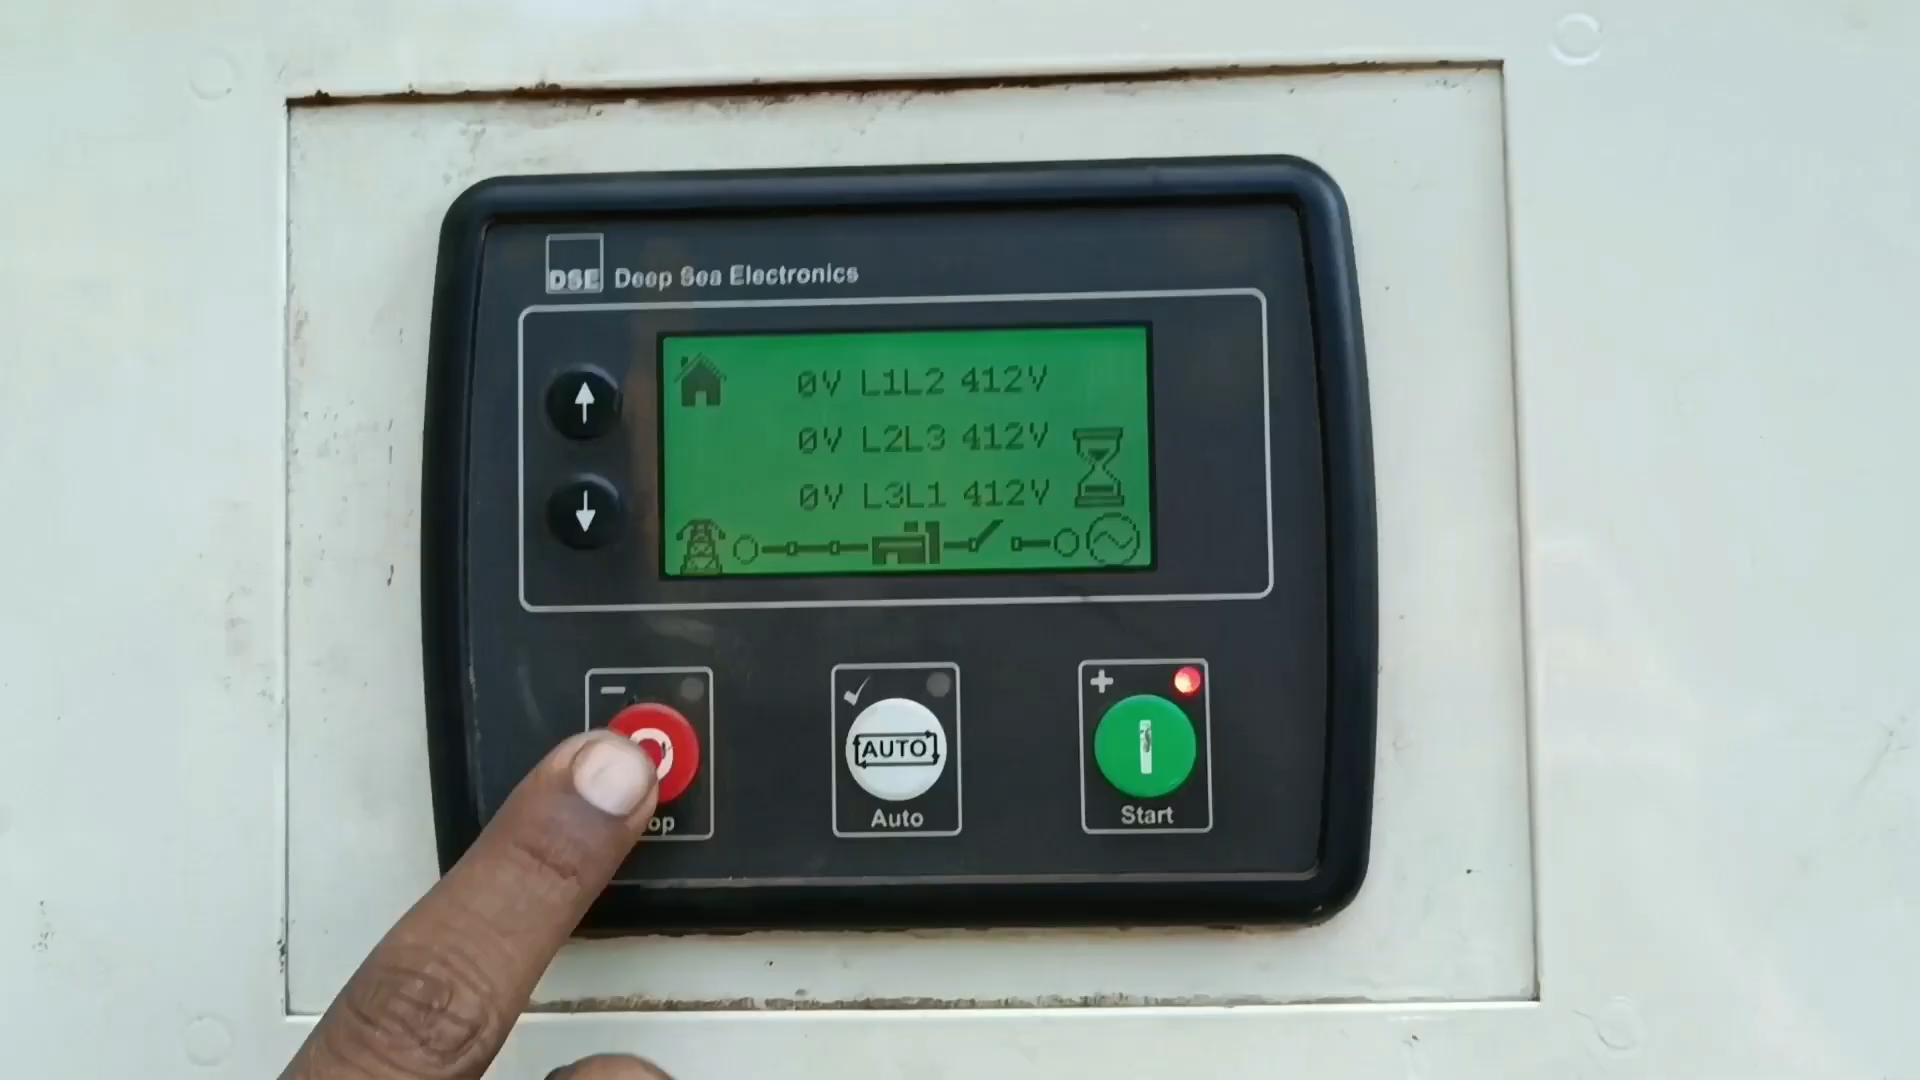 DSE Deep Sea Electronics
0V L1L2 412V
0V L2L3 412V
0V L3L1 412V
AUTO
Auto
Start